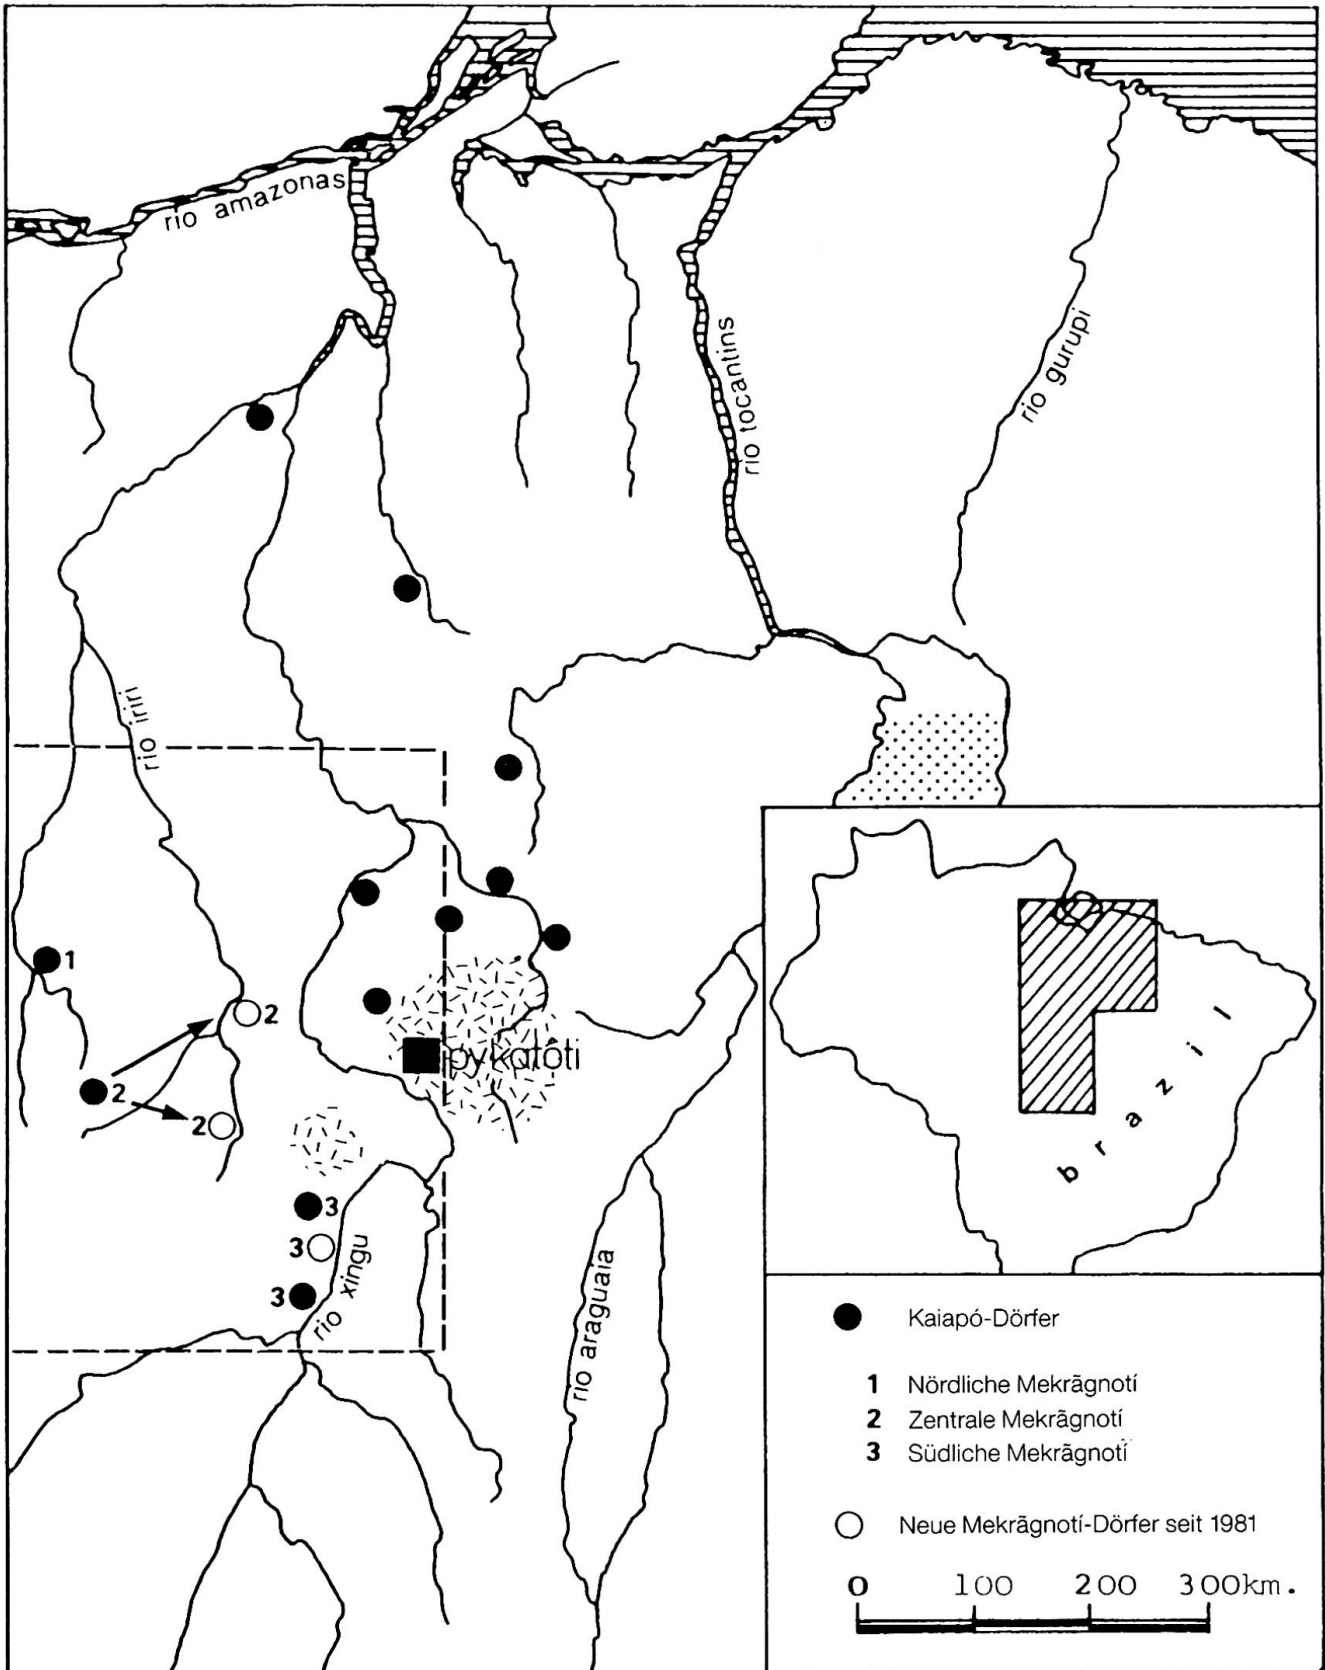 rio amazonas
rio tocantins
rio gurupi
rio iriri
1
2
2
pykatôti
2
3
3
rio xingu
3
rio araguaia
brazil
Kaiapó-Dörfer
1 Nördliche Mekrãgnotí
2 Zentrale Mekrãgnotí
3 Südliche Mekrãgnotí
Neue Mekrãgnotí-Dörfer seit 1981
0 100 200 300km.